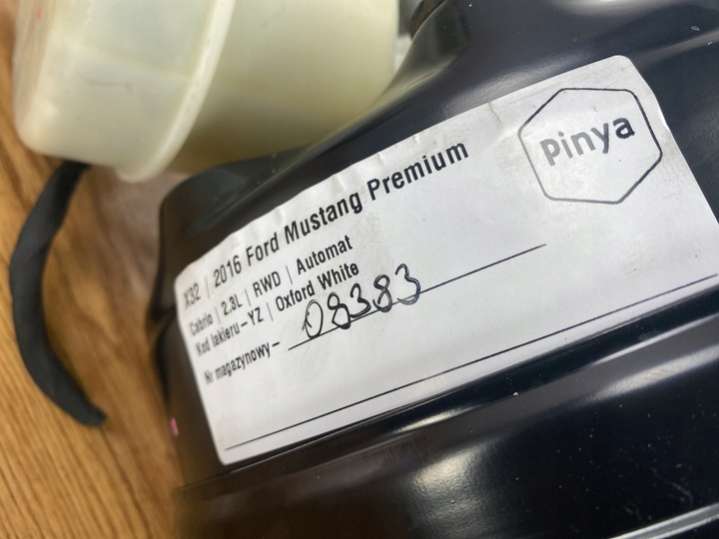 pinya
X32 | 2016 Ford Mustang Premium
Cabrio | 2.3L | RWD | Automat
Kod lakieru-YZ | Oxford White
Nr magazynowy- 08383